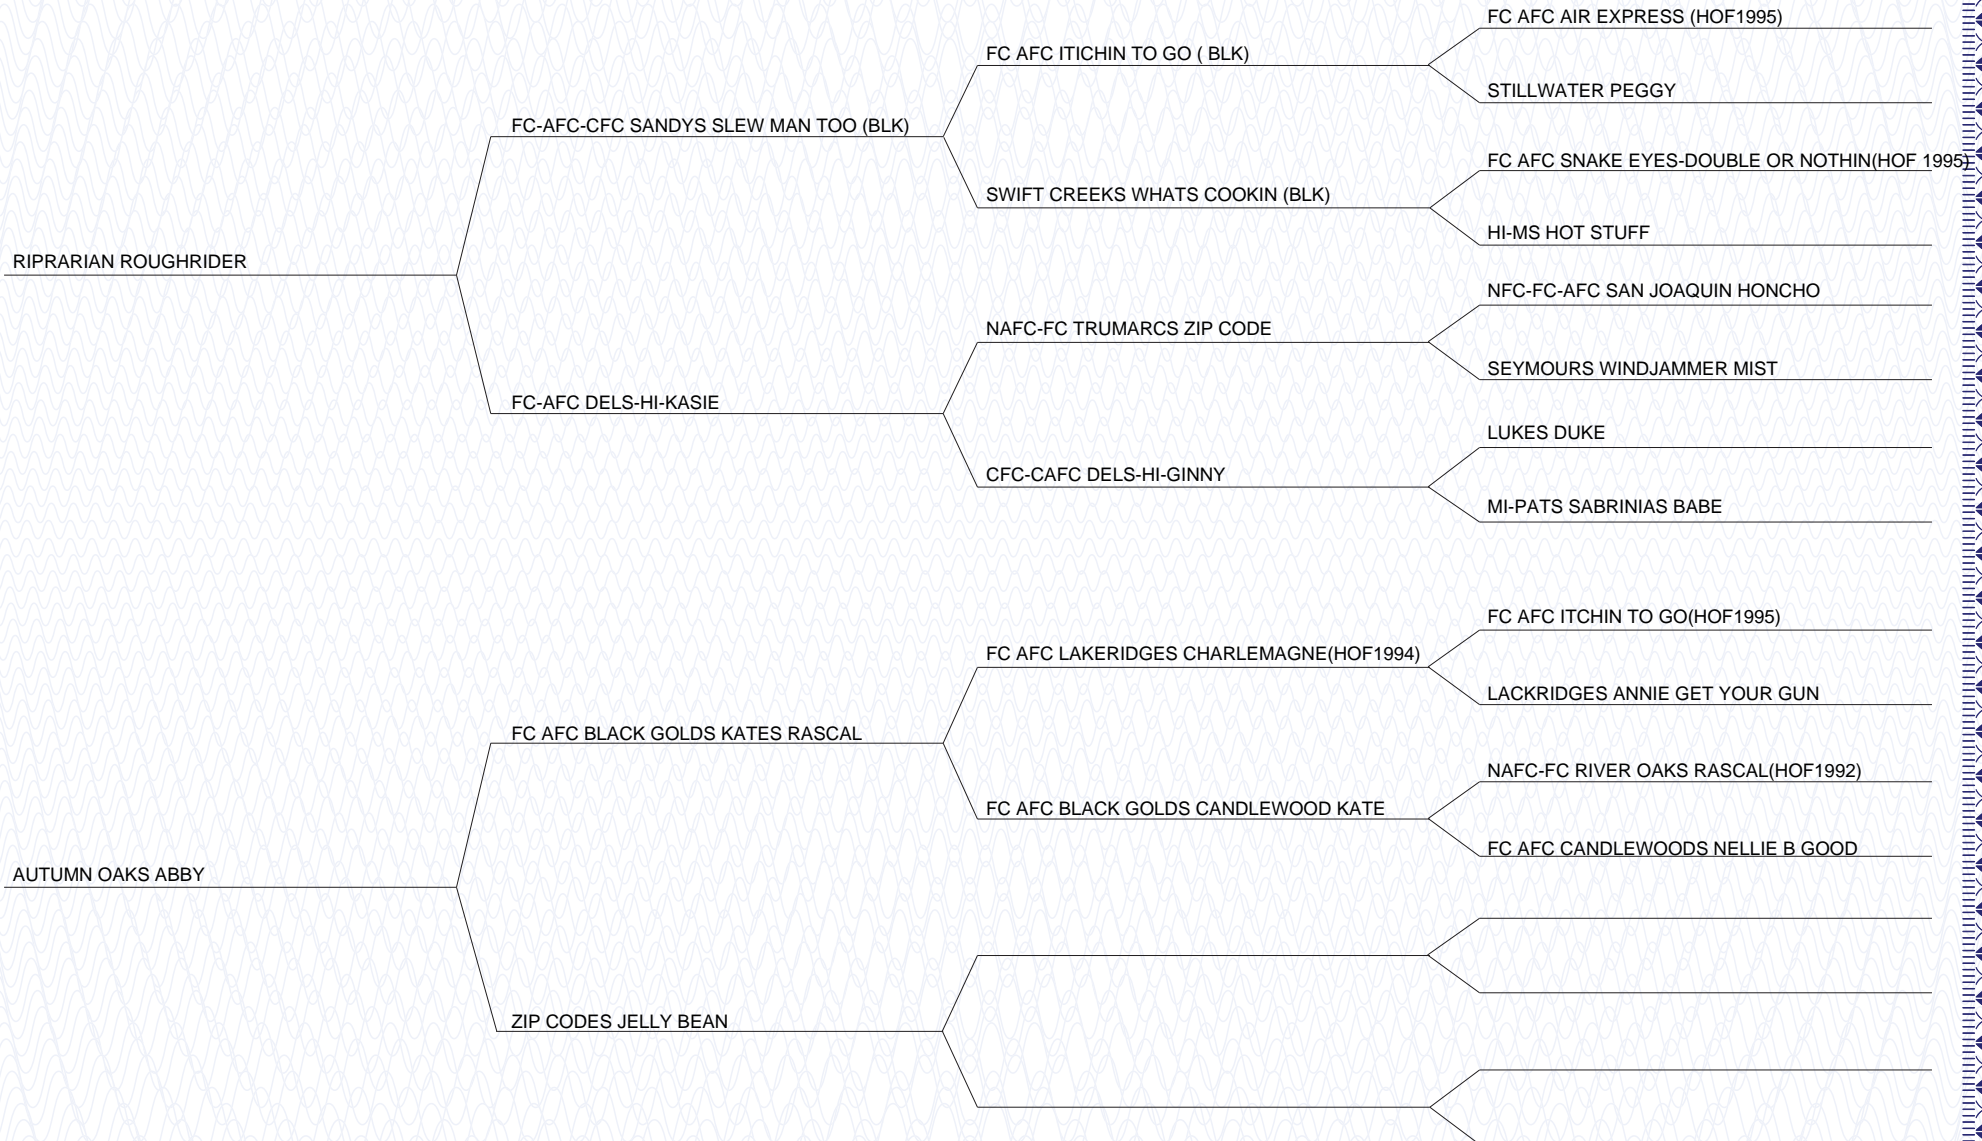 FC AFC AIR EXPRESS (HOF1995)
FC AFC ITICHIN TO GO ( BLK)
STILLWATER PEGGY
FC-AFC-CFC SANDYS SLEW MAN TOO (BLK)
FC AFC SNAKE EYES-DOUBLE OR NOTHIN(HOF 1995)
SWIFT CREEKS WHATS COOKIN (BLK)
HI-MS HOT STUFF
RIPRARIAN ROUGHRIDER
NFC-FC-AFC SAN JOAQUIN HONCHO
NAFC-FC TRUMARCS ZIP CODE
SEYMOURS WINDJAMMER MIST
FC-AFC DELS-HI-KASIE
LUKES DUKE
CFC-CAFC DELS-HI-GINNY
MI-PATS SABRINIAS BABE
FC AFC ITCHIN TO GO(HOF1995)
FC AFC LAKERIDGES CHARLEMAGNE(HOF1994)
LACKRIDGES ANNIE GET YOUR GUN
FC AFC BLACK GOLDS KATES RASCAL
NAFC-FC RIVER OAKS RASCAL(HOF1992)
FC AFC BLACK GOLDS CANDLEWOOD KATE
FC AFC CANDLEWOODS NELLIE B GOOD
AUTUMN OAKS ABBY
ZIP CODES JELLY BEAN